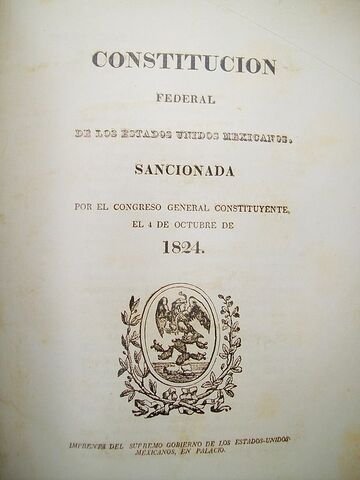 CONSTITUCION
FEDERAL
DE LOS ESTADOS UNIDOS MEXICANOS.
SANCIONADA
POR EL CONGRESO GENERAL CONSTITUYENTE,
EL 4 DE OCTUBRE DE
1824.
IMPRENTA DEL SUPREMO GOBIERNO DE LOS ESTADOS-UNIDOS
MEXICANOS, EN PALACIO.